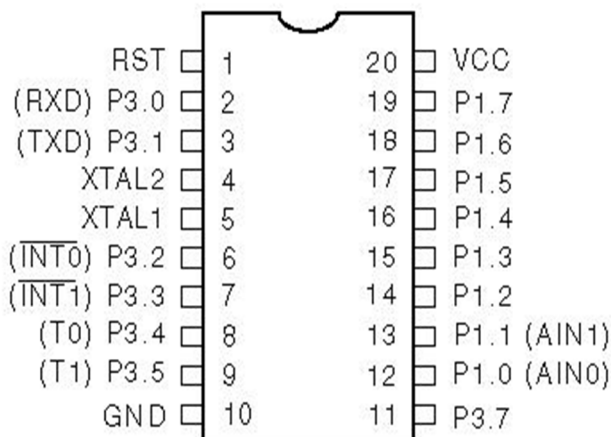 RST 1 20 VCC
(RXD) P3.0 2 19 P1.7
(TXD) P3.1 3 18 P1.6
XTAL2 4 17 P1.5
XTAL1 5 16 P1.4
(I̅N̅T̅0̅) P3.2 6 15 P1.3
(I̅N̅T̅1̅) P3.3 7 14 P1.2
(T0) P3.4 8 13 P1.1 (AIN1)
(T1) P3.5 9 12 P1.0 (AIN0)
GND 10 11 P3.7